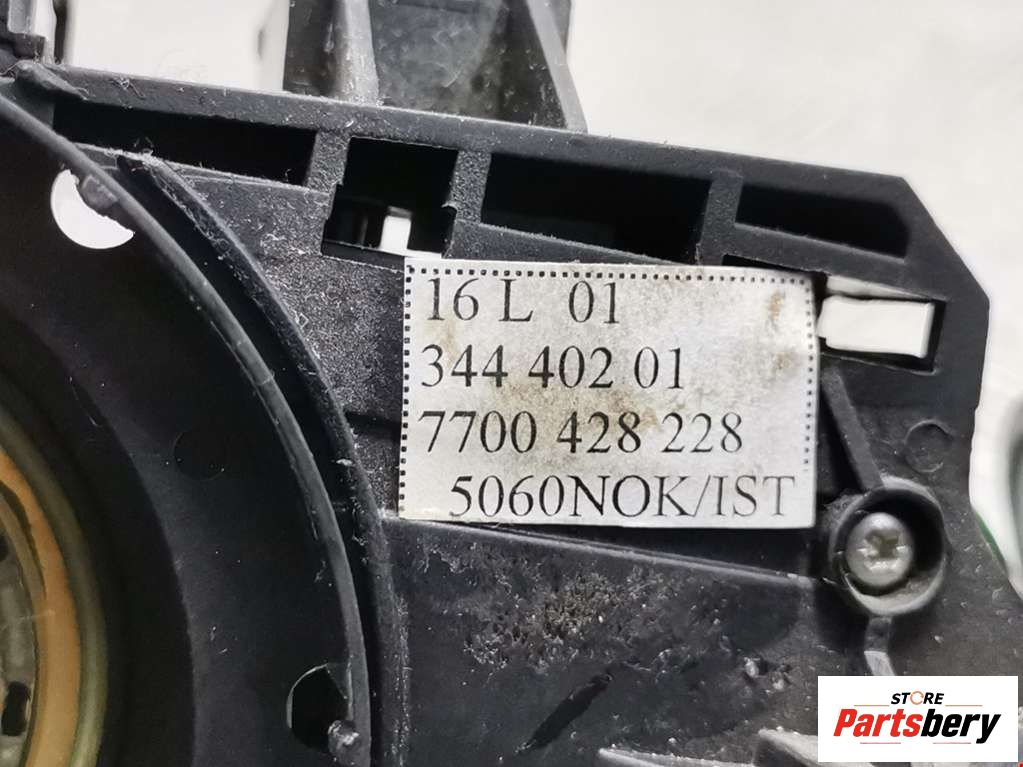 16 L 01
344 402 01
7700 428 228
5060NOK/IST
STORE
Partsbery